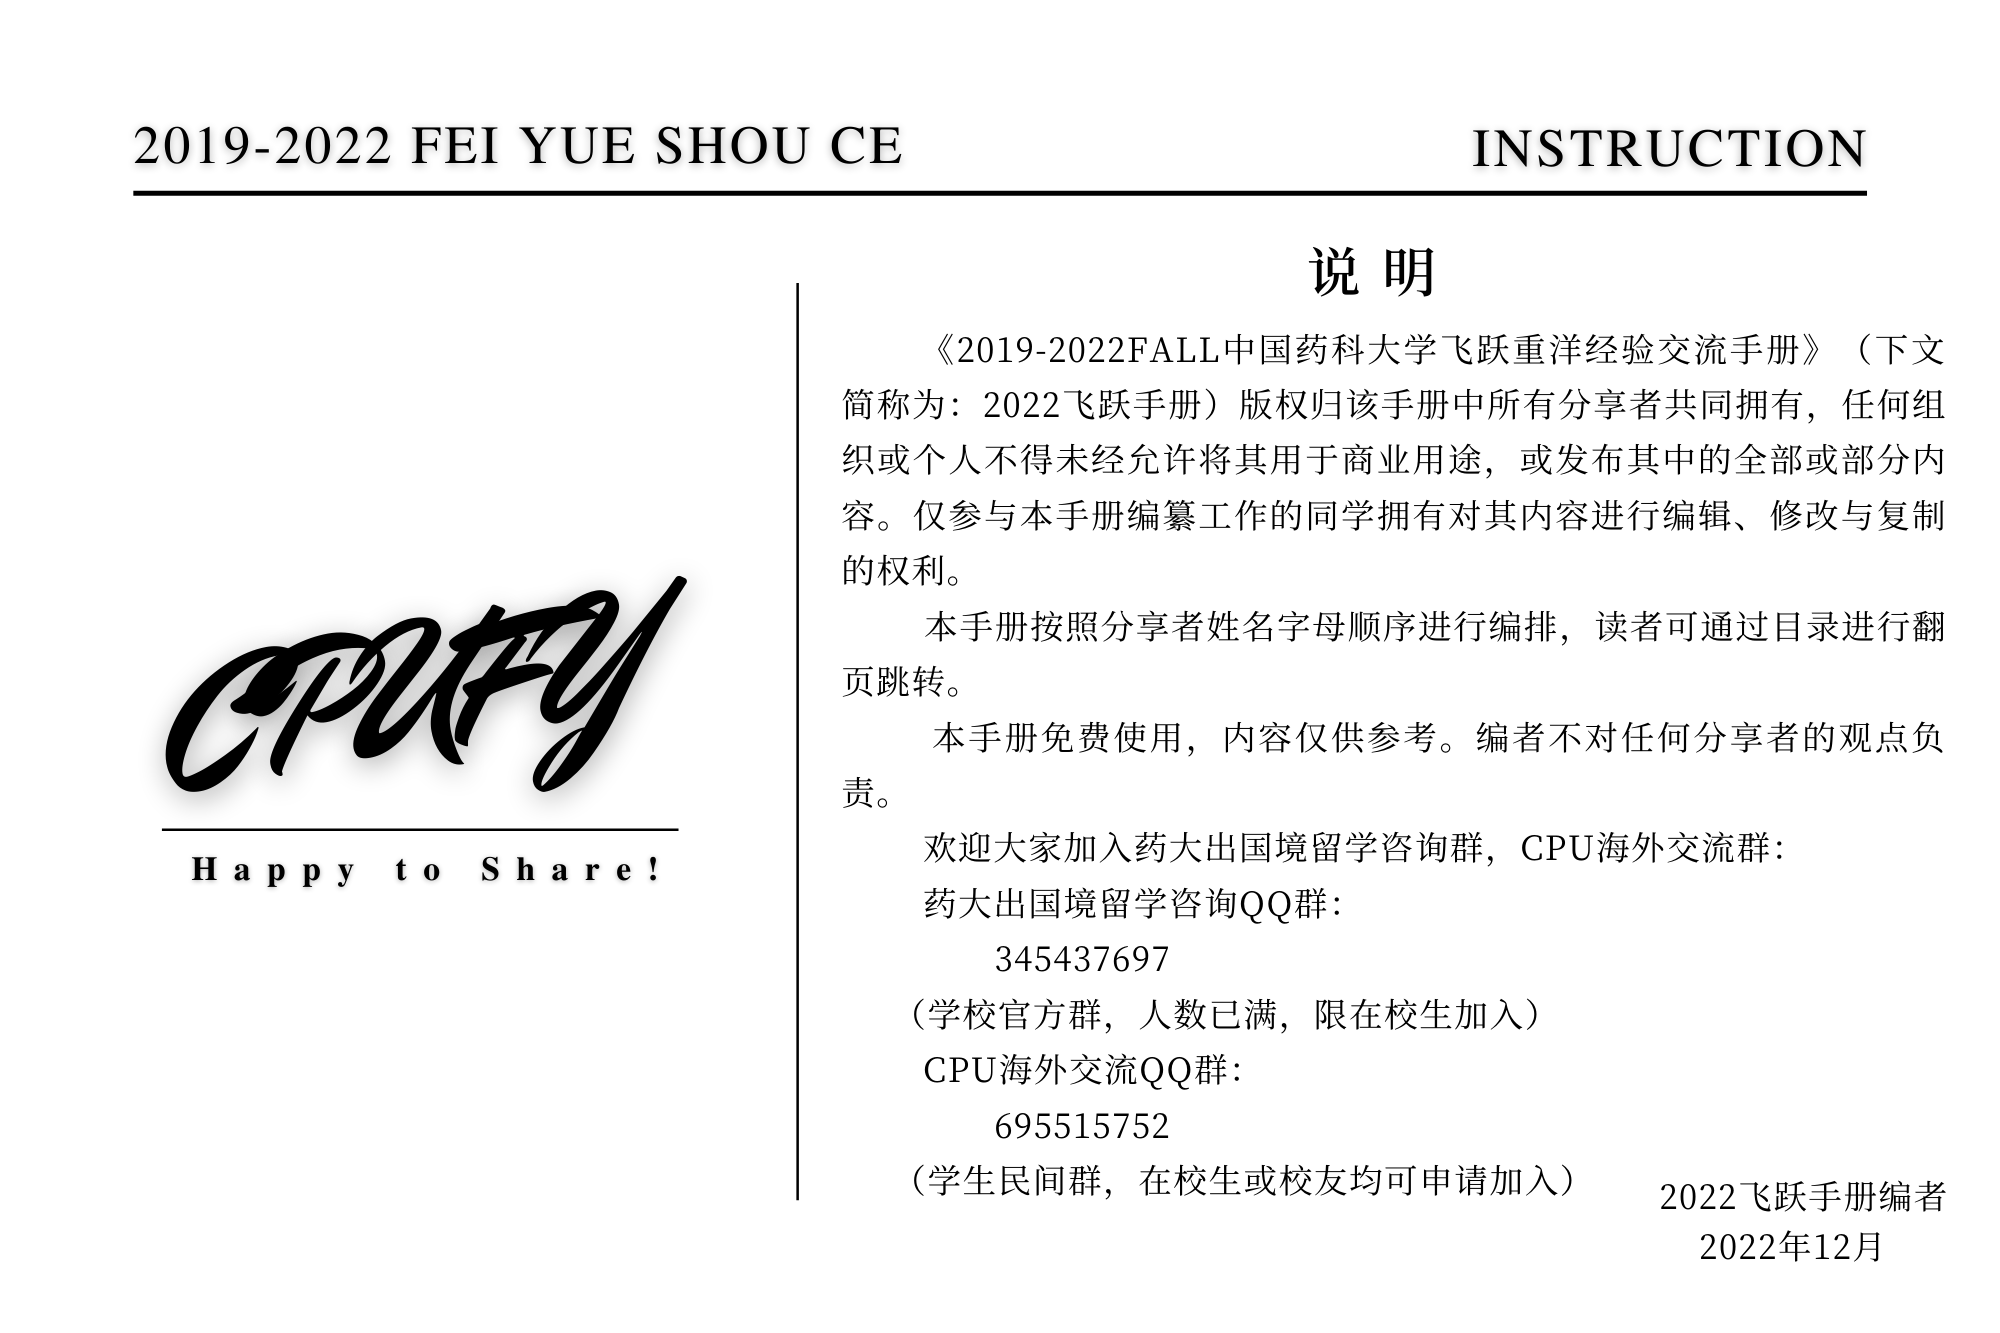 2019-2022 FEI YUE SHOU CE
INSTRUCTION
CPUFY
Happy to Share!
说 明
《2019-2022FALL中国药科大学飞跃重洋经验交流手册》（下文
简称为：2022飞跃手册）版权归该手册中所有分享者共同拥有，任何组
织或个人不得未经允许将其用于商业用途，或发布其中的全部或部分内
容。仅参与本手册编纂工作的同学拥有对其内容进行编辑、修改与复制
的权利。
本手册按照分享者姓名字母顺序进行编排，读者可通过目录进行翻
页跳转。
本手册免费使用，内容仅供参考。编者不对任何分享者的观点负
责。
欢迎大家加入药大出国境留学咨询群，CPU海外交流群：
药大出国境留学咨询QQ群：
345437697
（学校官方群，人数已满，限在校生加入）
CPU海外交流QQ群：
695515752
（学生民间群，在校生或校友均可申请加入）
2022飞跃手册编者
2022年12月